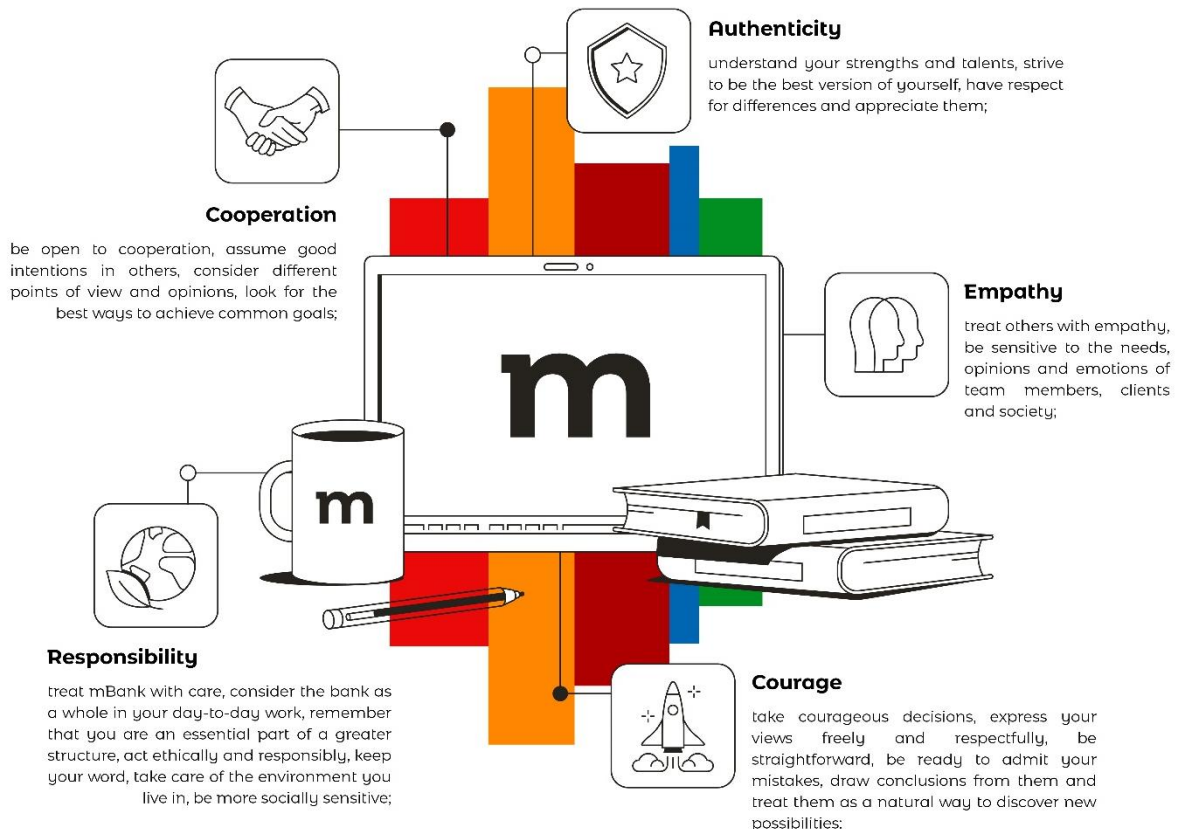 Authenticity
understand your strengths and talents, strive
to be the best version of yourself, have respect
for differences and appreciate them;
Cooperation
be open to cooperation, assume good
intentions in others, consider different
points of view and opinions, look for the
best ways to achieve common goals;
Empathy
treat others with empathy,
be sensitive to the needs,
opinions and emotions of
team members, clients
and society;
m
m
Responsibility
treat mBank with care, consider the bank as
a whole in your day-to-day work, remember
that you are an essential part of a greater
structure, act ethically and responsibly, keep
your word, take care of the environment you
live in, be more socially sensitive;
Courage
take courageous decisions, express your
views freely and respectfully, be
straightforward, be ready to admit your
mistakes, draw conclusions from them and
treat them as a natural way to discover new
possibilities;